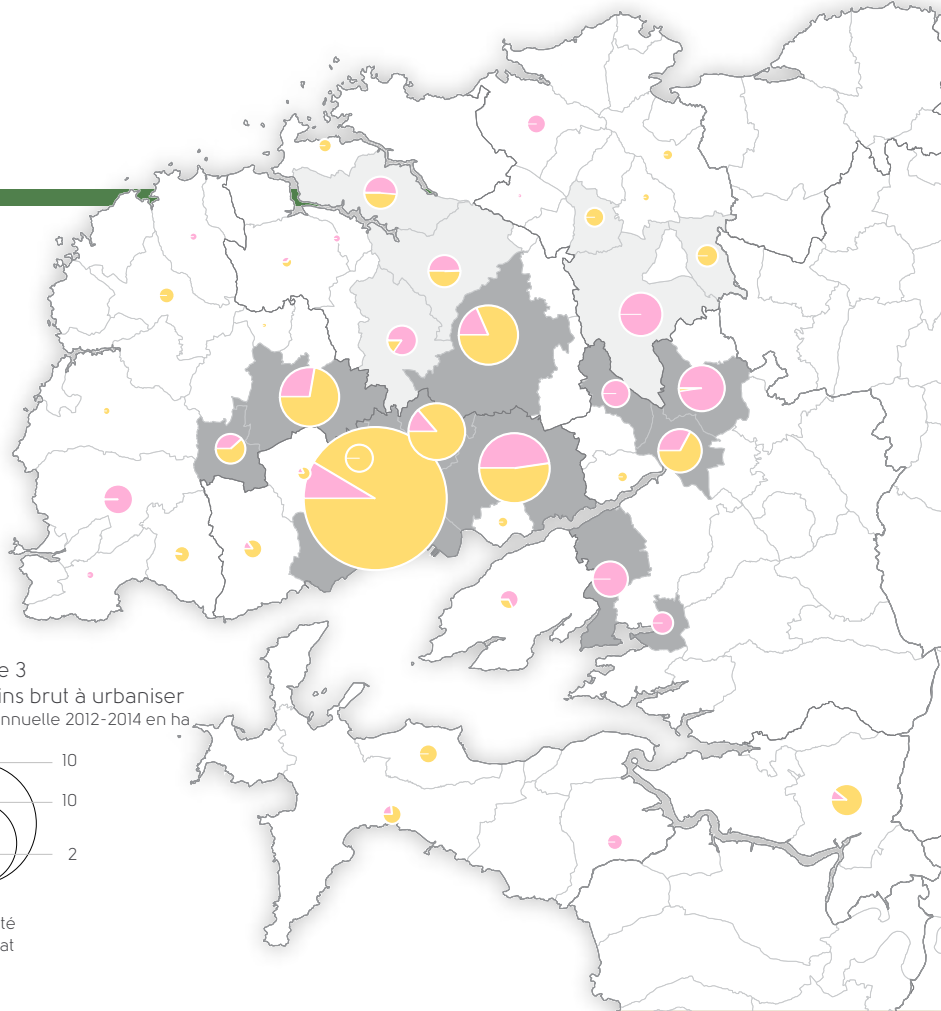 e 3
ins brut à urbaniser
nnuelle 2012-2014 en ha
10
10
2
té
at